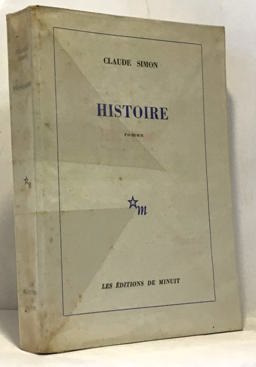 CLAUDE SIMON
HISTOIRE
roman
m
LES ÉDITIONS DE MINUIT